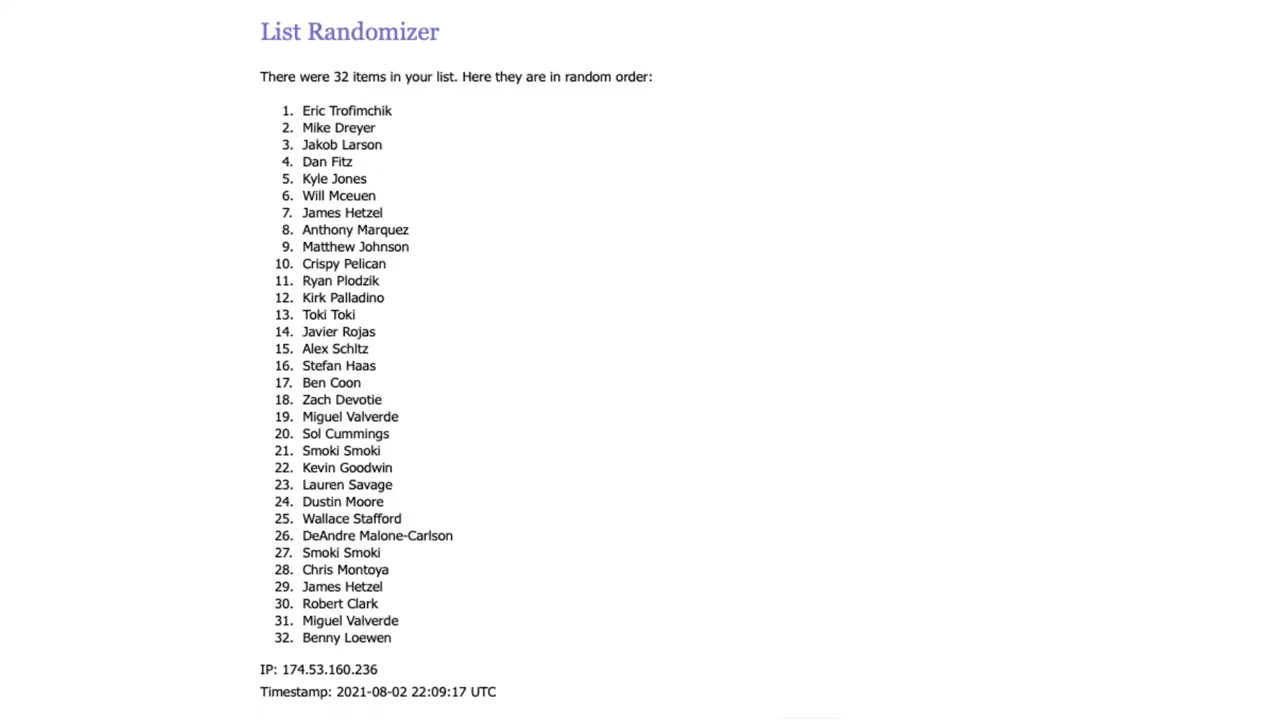 List Randomizer
There were 32 items in your list. Here they are in random order:
1. Eric Trofimchik
2. Mike Dreyer
3. Jakob Larson
4. Dan Fitz
5. Kyle Jones
6. Will Mceuen
7. James Hetzel
8. Anthony Marquez
9. Matthew Johnson
10. Crispy Pelican
11. Ryan Plodzik
12. Kirk Palladino
13. Toki Toki
14. Javier Rojas
15. Alex Schltz
16. Stefan Haas
17. Ben Coon
18. Zach Devotie
19. Miguel Valverde
20. Sol Cummings
21. Smoki Smoki
22. Kevin Goodwin
23. Lauren Savage
24. Dustin Moore
25. Wallace Stafford
26. DeAndre Malone-Carlson
27. Smoki Smoki
28. Chris Montoya
29. James Hetzel
30. Robert Clark
31. Miguel Valverde
32. Benny Loewen
IP: 174.53.160.236
Timestamp: 2021-08-02 22:09:17 UTC